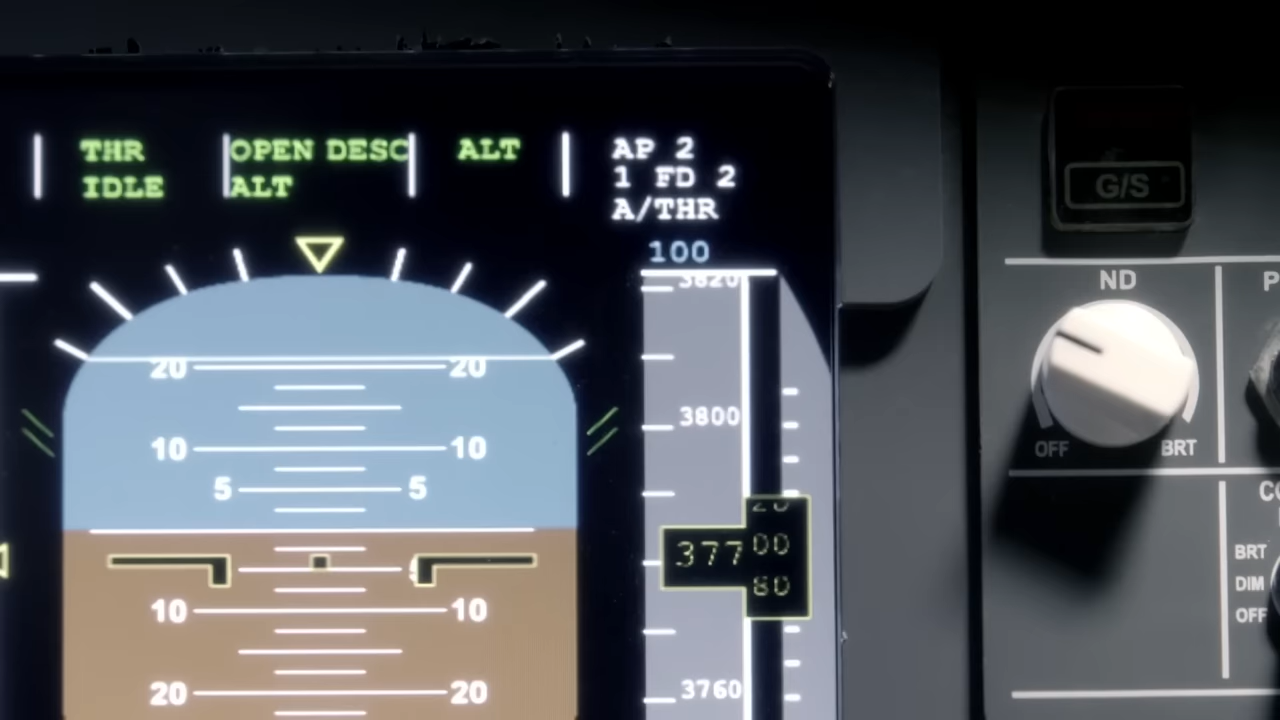 THR
IDLE
OPEN DESC
ALT
ALT
AP 2
1 FD 2
A/THR
100
3820
20 20
10 10
5 5
10 10
20 20
3800
20
377 00
80
3760
G/S
ND
OFF BRT
BRT
DIM
OFF